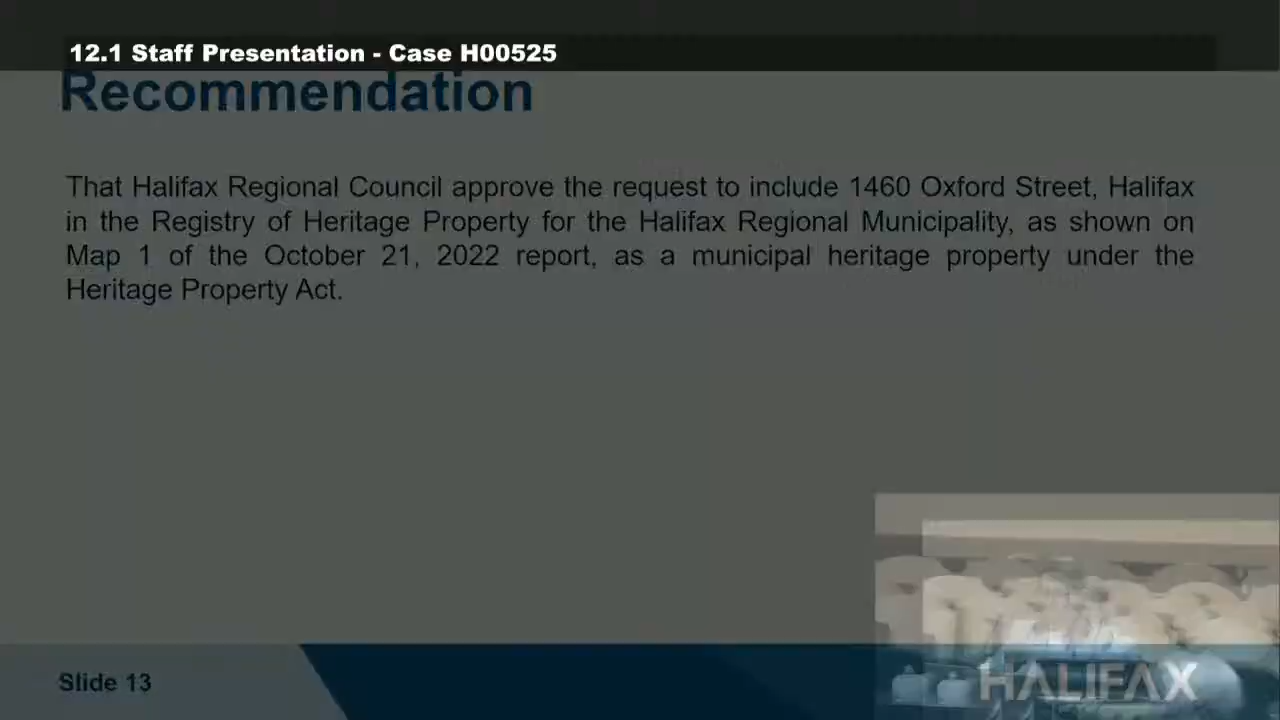 12.1 Staff Presentation - Case H00525
Recommendation
That Halifax Regional Council approve the request to include 1460 Oxford Street, Halifax
in the Registry of Heritage Property for the Halifax Regional Municipality, as shown on
Map 1 of the October 21, 2022 report, as a municipal heritage property under the
Heritage Property Act.
Slide 13
HALIFAX